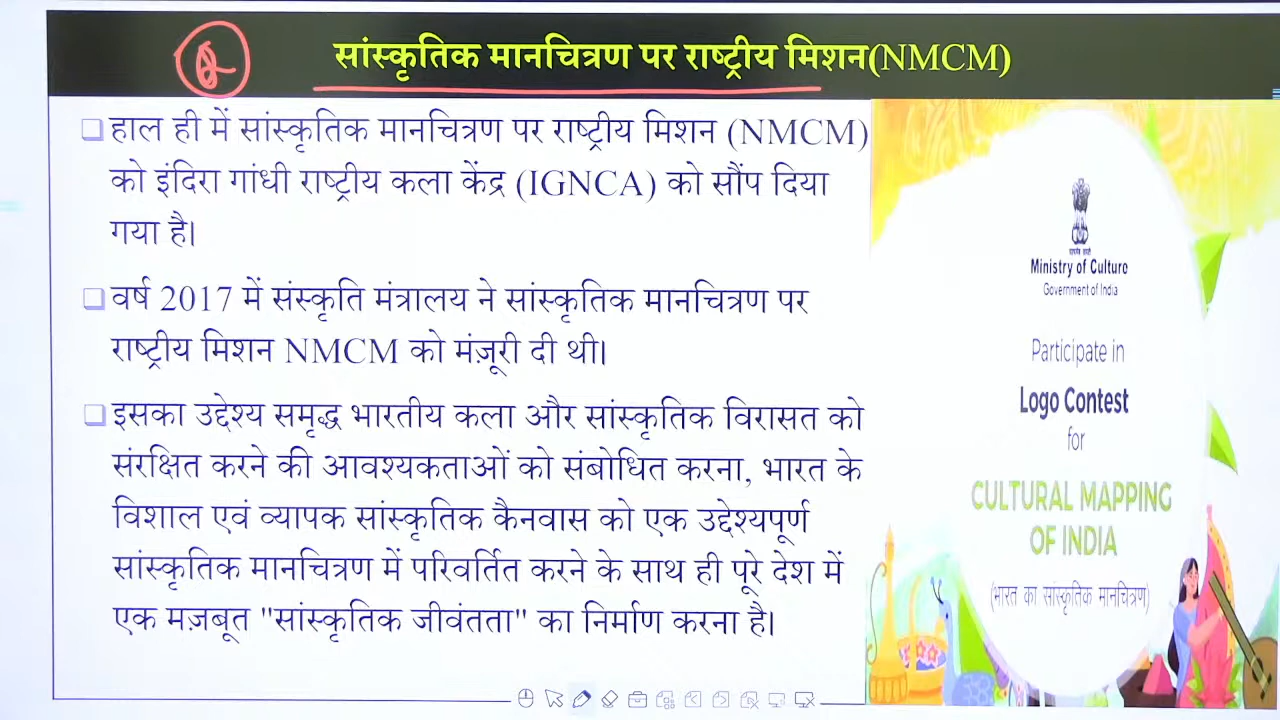 सांस्कृतिक मानचित्रण पर राष्ट्रीय मिशन(NMCM)
हाल ही में सांस्कृतिक मानचित्रण पर राष्ट्रीय मिशन (NMCM)
को इंदिरा गांधी राष्ट्रीय कला केंद्र (IGNCA) को सौंप दिया
गया है।
वर्ष 2017 में संस्कृति मंत्रालय ने सांस्कृतिक मानचित्रण पर
राष्ट्रीय मिशन NMCM को मंज़ूरी दी थी।
इसका उद्देश्य समृद्ध भारतीय कला और सांस्कृतिक विरासत को
संरक्षित करने की आवश्यकताओं को संबोधित करना, भारत के
विशाल एवं व्यापक सांस्कृतिक कैनवास को एक उद्देश्यपूर्ण
सांस्कृतिक मानचित्रण में परिवर्तित करने के साथ ही पूरे देश में
एक मज़बूत "सांस्कृतिक जीवंतता" का निर्माण करना है।
Ministry of Culture
Government of India
Participate in
Logo Contest
for
CULTURAL MAPPING
OF INDIA
(भारत का सांस्कृतिक मानचित्रण)